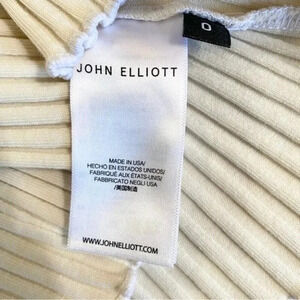 0
JOHN ELLIOTT
MADE IN USA/
HECHO EN ESTADOS UNIDOS/
FABRIQUÉ AUX ÉTATS-UNIS/
FABBRICATO NEGLI USA
/美国制造
WWW.JOHNELLIOTT.COM